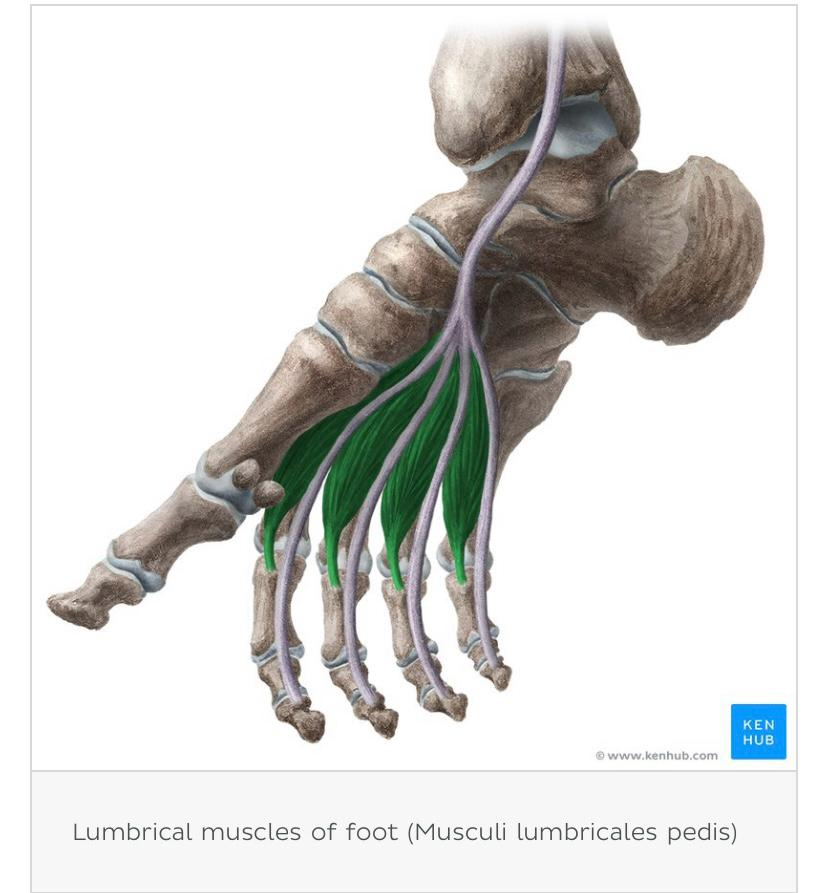 KEN
HUB
© www.kenhub.com
Lumbrical muscles of foot (Musculi lumbricales pedis)